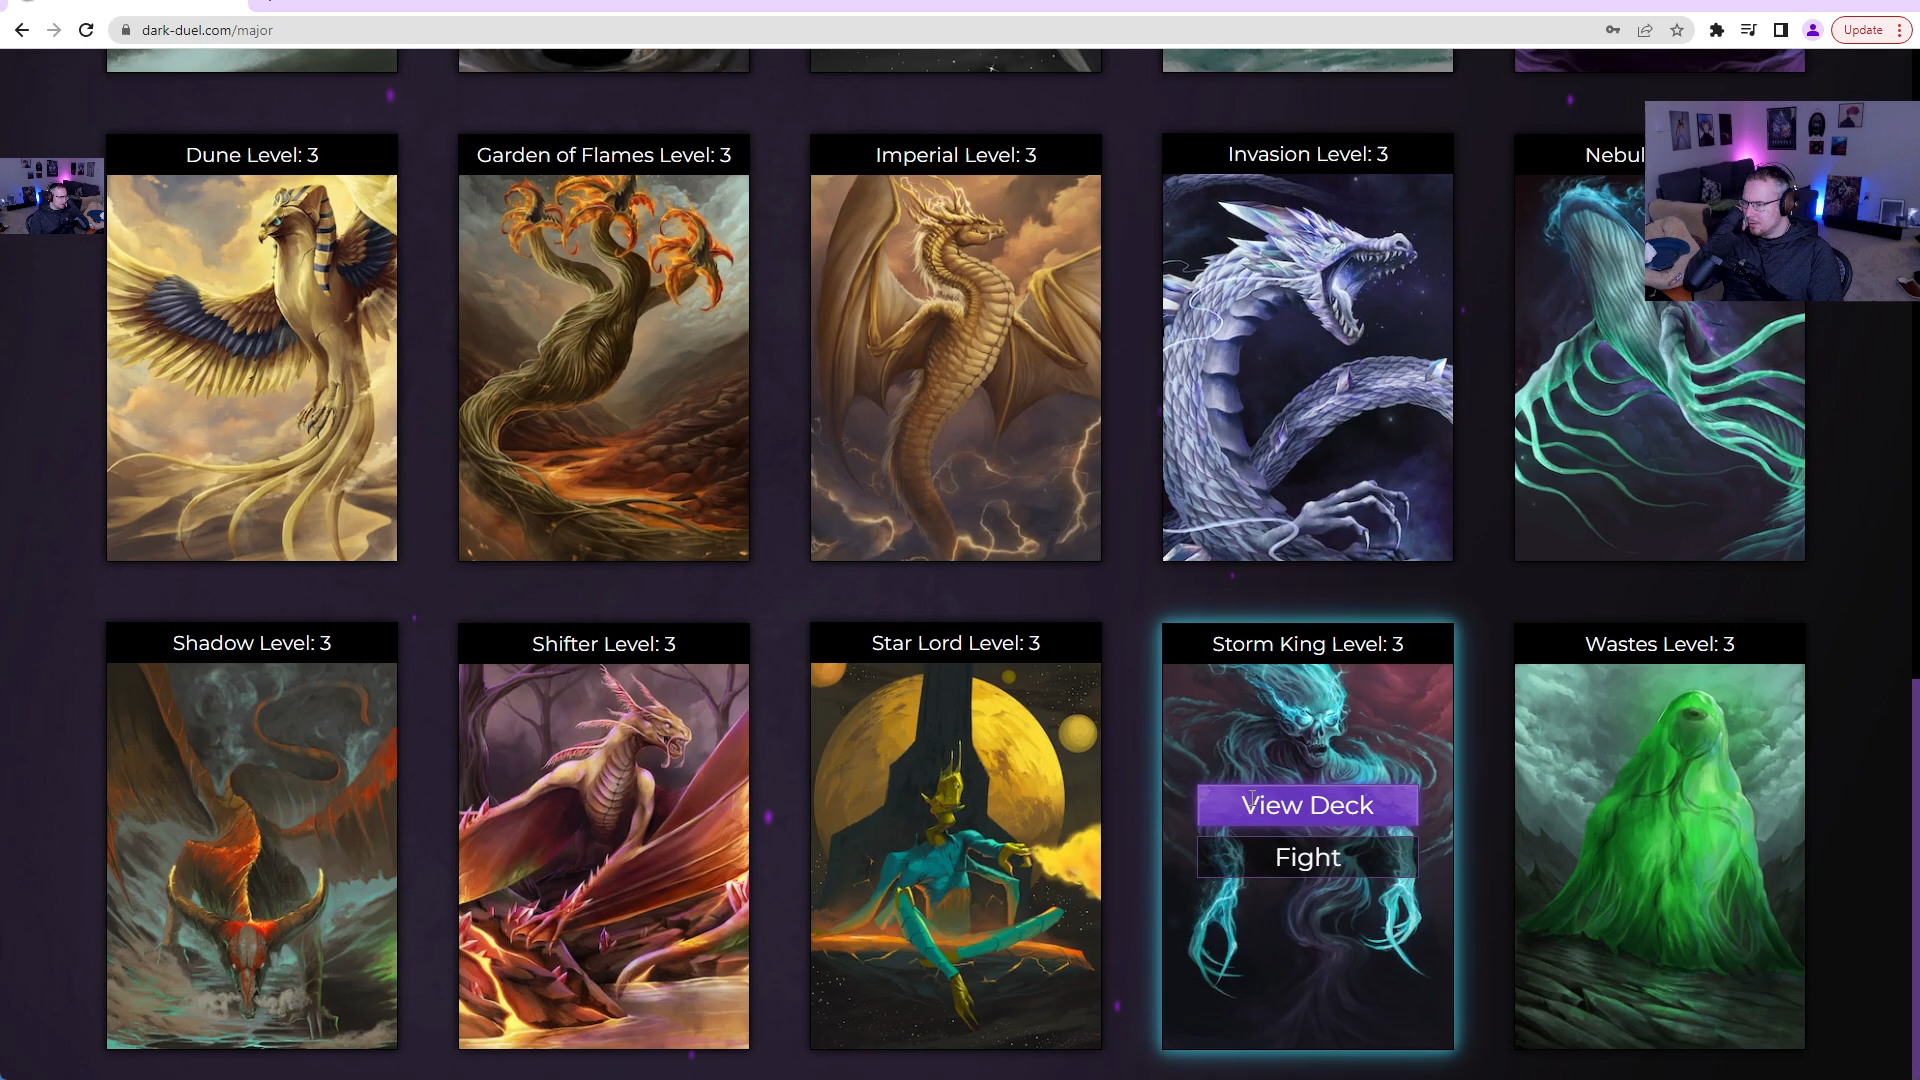 dark-duel.com/major
Update
Dune Level: 3
Garden of Flames Level: 3
Imperial Level: 3
Invasion Level: 3
Nebul
Shadow Level: 3
Shifter Level: 3
Star Lord Level: 3
Storm King Level: 3
View Deck
Fight
Wastes Level: 3